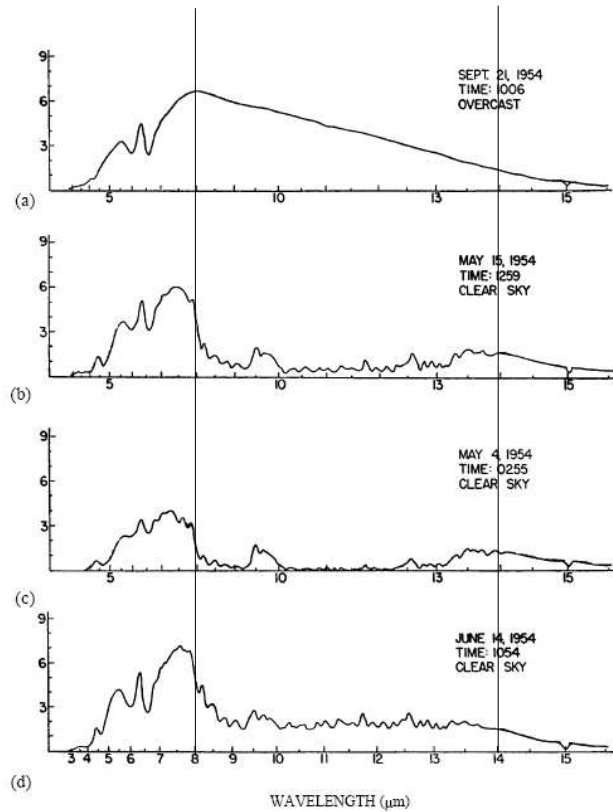 9
6
3
SEPT. 21, 1954
TIME: 1006
OVERCAST
5 10 13 15
(a)
9
6
3
MAY 15, 1954
TIME: 1259
CLEAR SKY
5 10 13 15
(b)
9
6
3
MAY 4, 1954
TIME: 0255
CLEAR SKY
5 10 13 15
(c)
9
6
3
JUNE 14, 1954
TIME: 1054
CLEAR SKY
3 4 5 6 7 8 9 10 11 12 13 14 15
(d)
WAVELENGTH (μm)